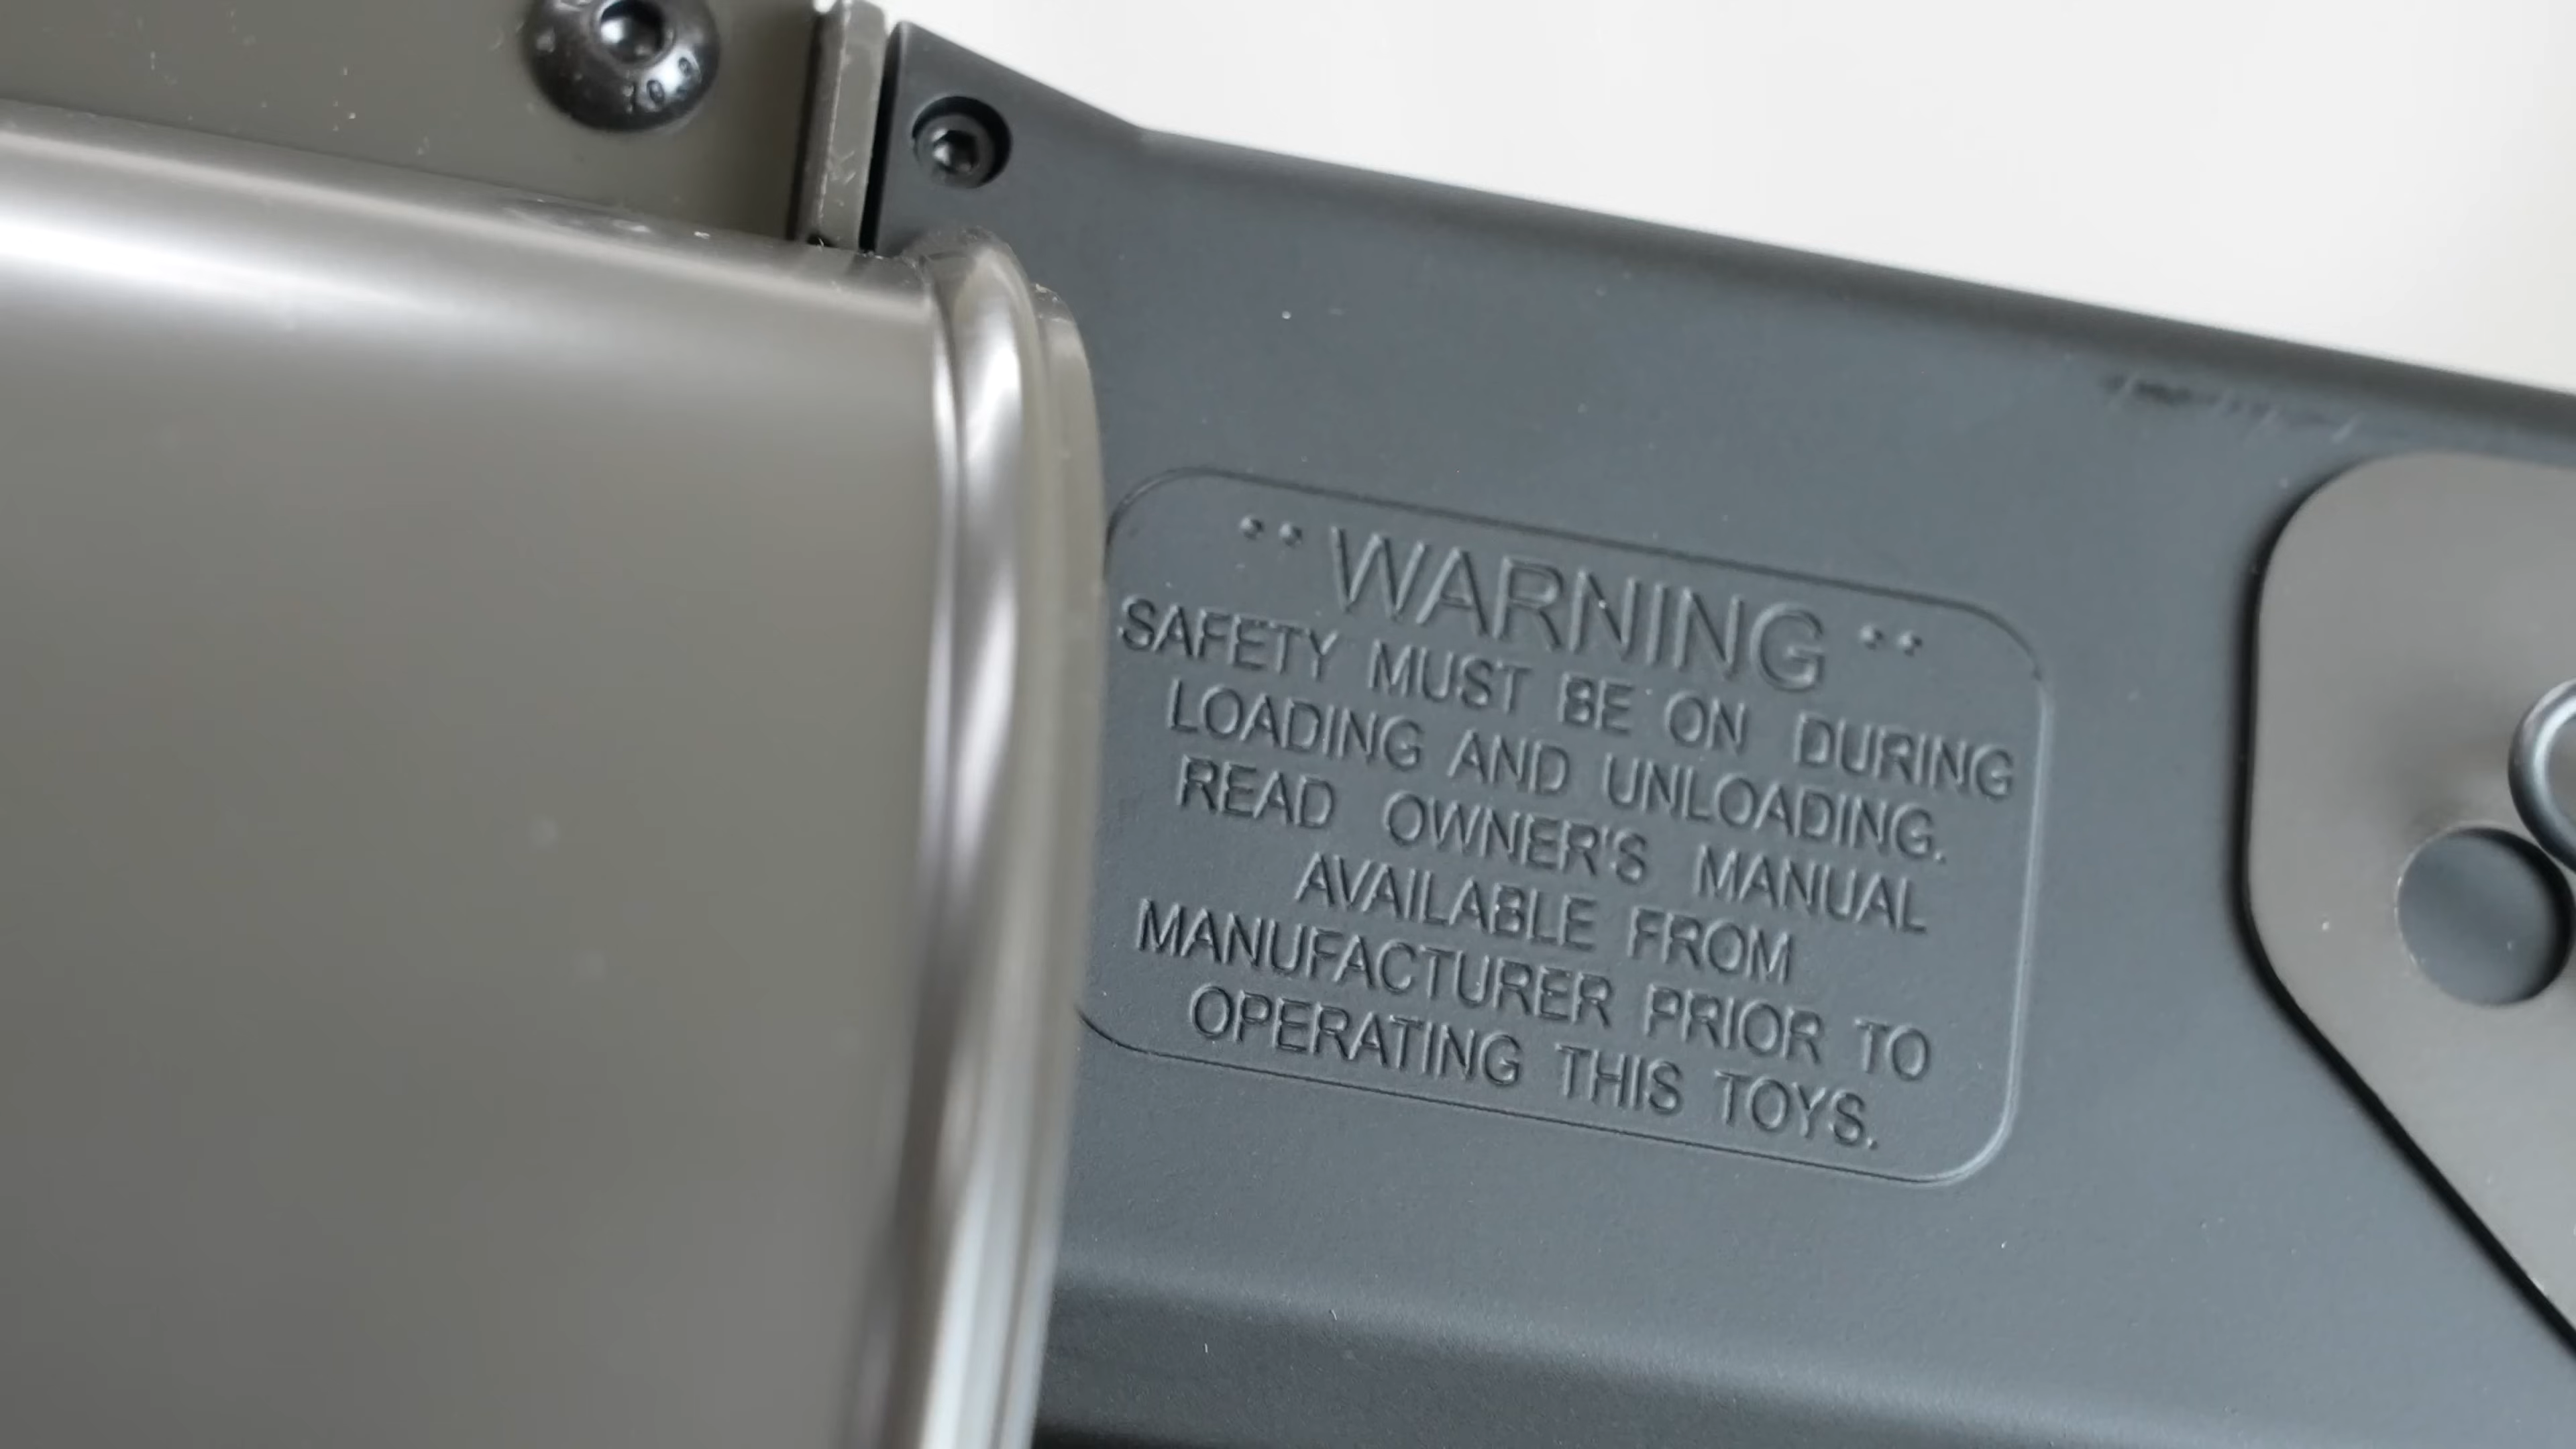 •• WARNING ••
SAFETY MUST BE ON DURING
LOADING AND UNLOADING.
READ OWNER'S MANUAL
AVAILABLE FROM
MANUFACTURER PRIOR TO
OPERATING THIS TOYS.